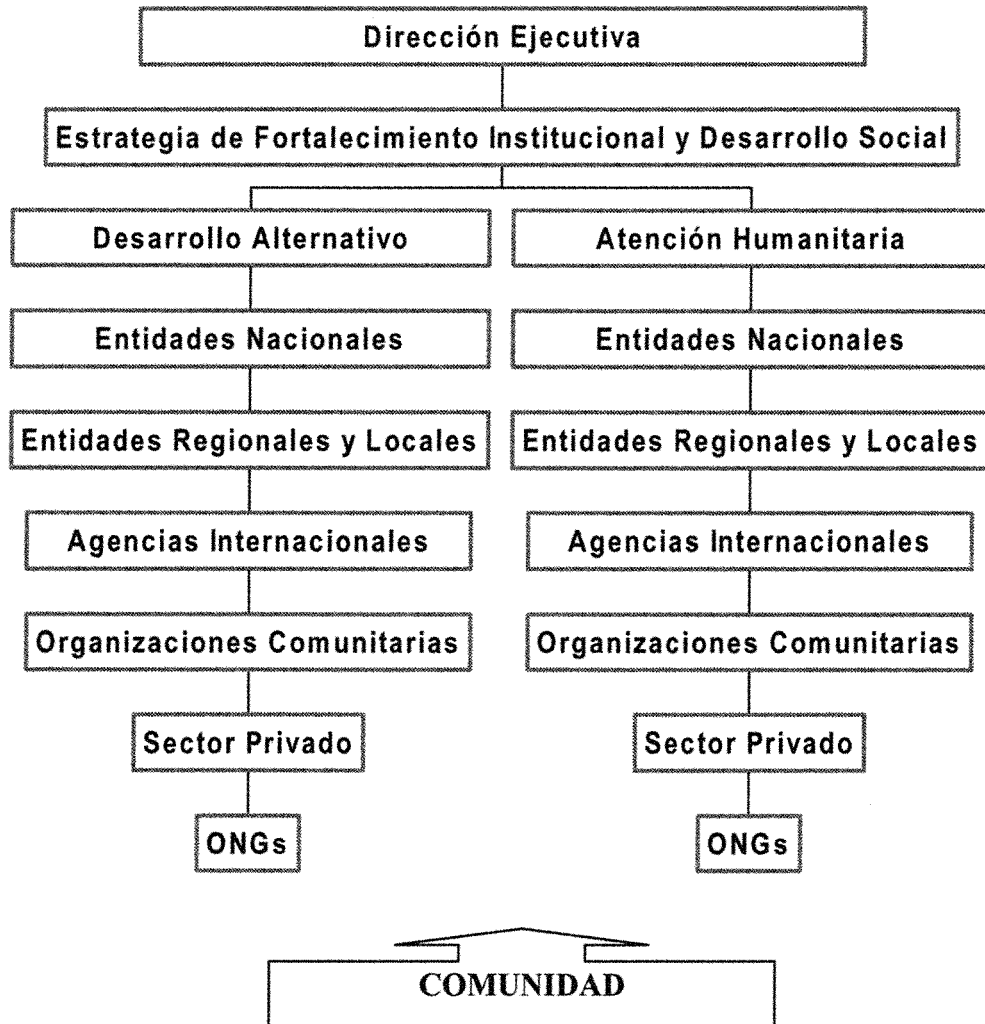 Dirección Ejecutiva
Estrategia de Fortalecimiento Institucional y Desarrollo Social
Desarrollo Alternativo
Atención Humanitaria
Entidades Nacionales
Entidades Nacionales
Entidades Regionales y Locales
Entidades Regionales y Locales
Agencias Internacionales
Agencias Internacionales
Organizaciones Comunitarias
Organizaciones Comunitarias
Sector Privado
Sector Privado
ONGs
ONGs
COMUNIDAD